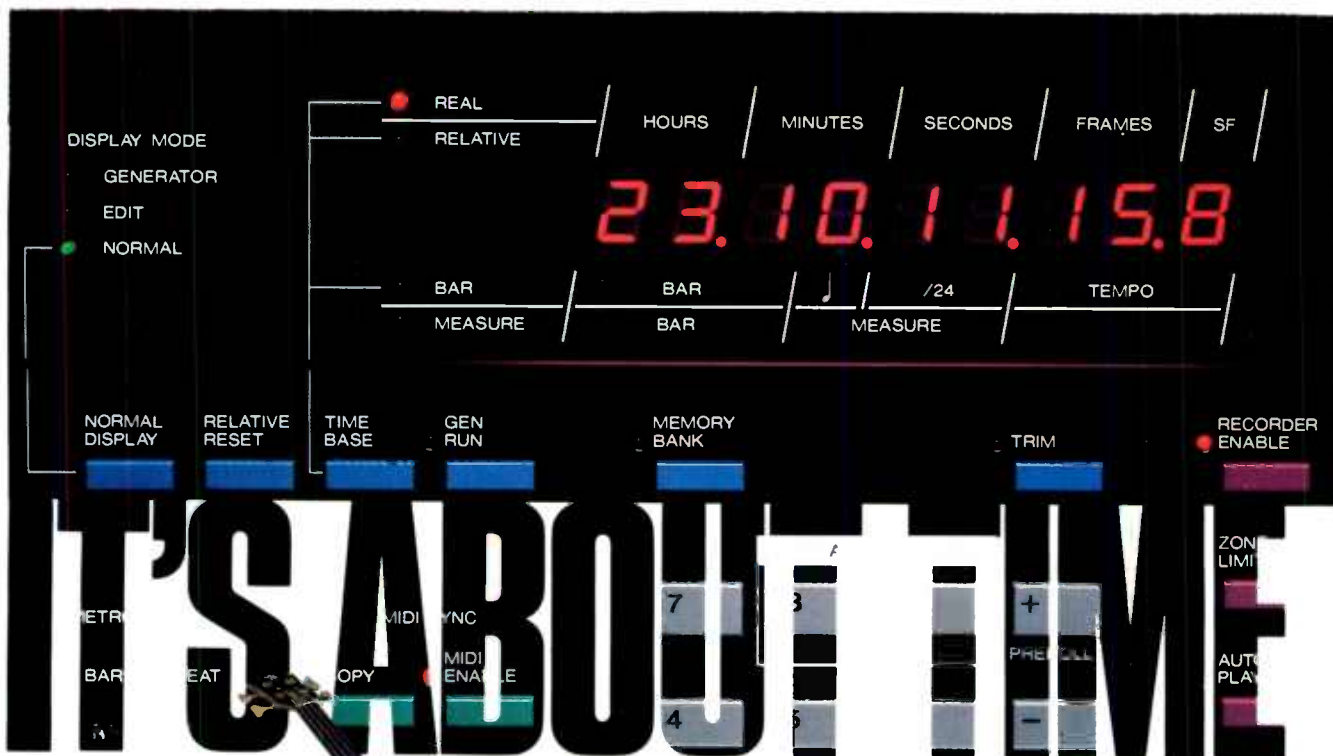 REAL
HOURS MINUTES SECONDS FRAMES SF
RELATIVE
DISPLAY MODE
GENERATOR
EDIT
NORMAL
23.10.11.15.8
BAR BAR ♩ /24 TEMPO
MEASURE BAR MEASURE
NORMAL DISPLAY
RELATIVE RESET
TIME BASE
GEN RUN
MEMORY BANK
TRIM
RECORDER ENABLE
IT'S ABOUT TIME
7
+
MIDI
ENABLE
4
-